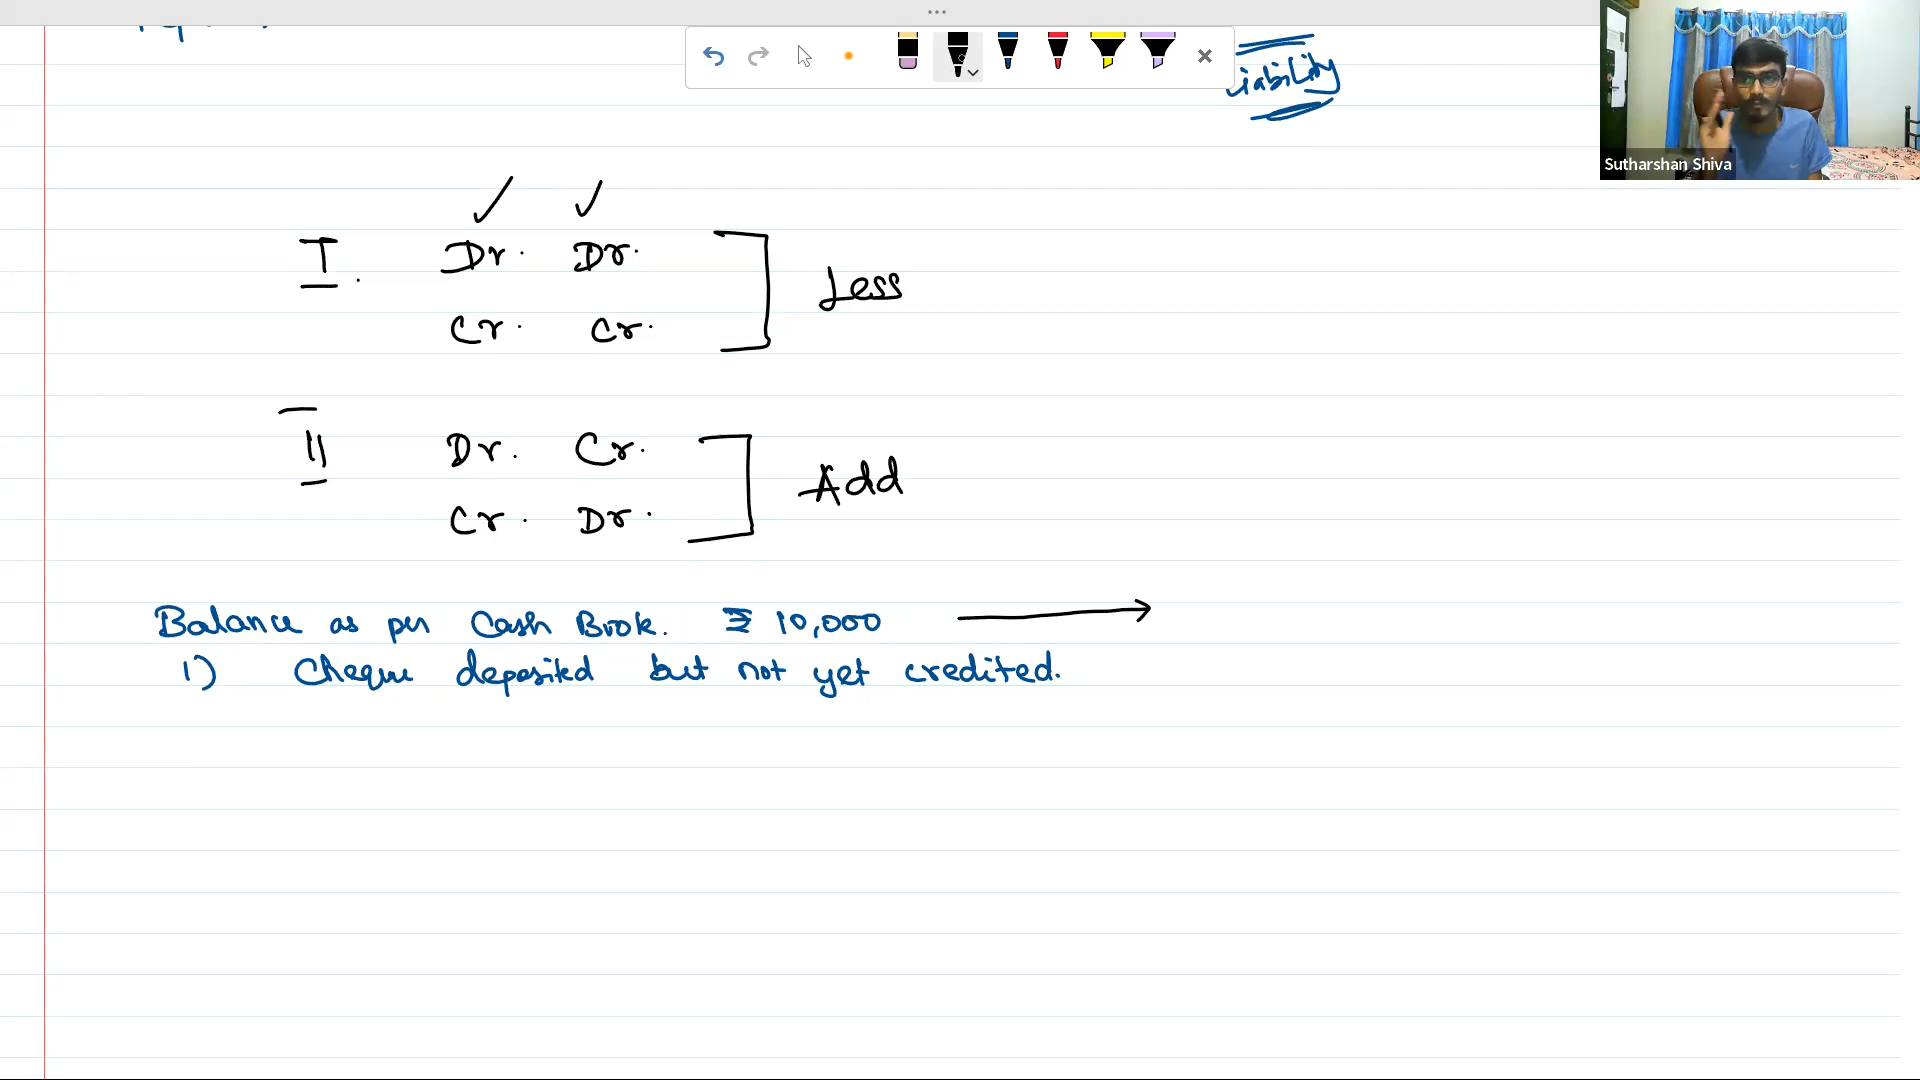 iability
Sutharshan Shiva
I. Dr. Dr.
Cr. Cr.
Less
II Dr. Cr.
Cr. Dr.
Add
Balance as per Cash Book. ₹ 10,000
1) Cheque deposited but not yet credited.